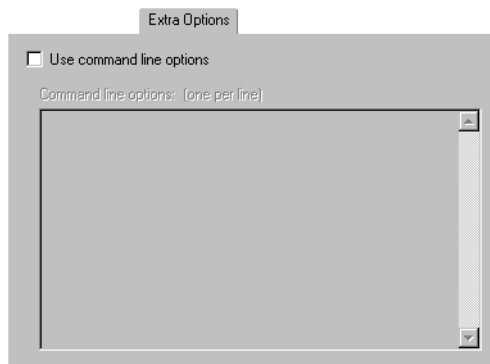 Extra Options
Use command line options
Command line options: (one per line)